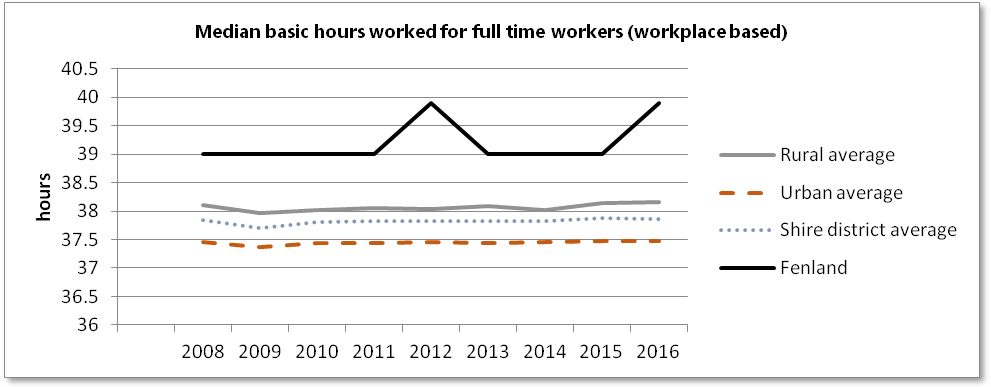 Median basic hours worked for full time workers (workplace based)
40.5
40
39.5
39
38.5
38
37.5
37
36.5
36
hours
2008 2009 2010 2011 2012 2013 2014 2015 2016
Rural average
Urban average
Shire district average
Fenland